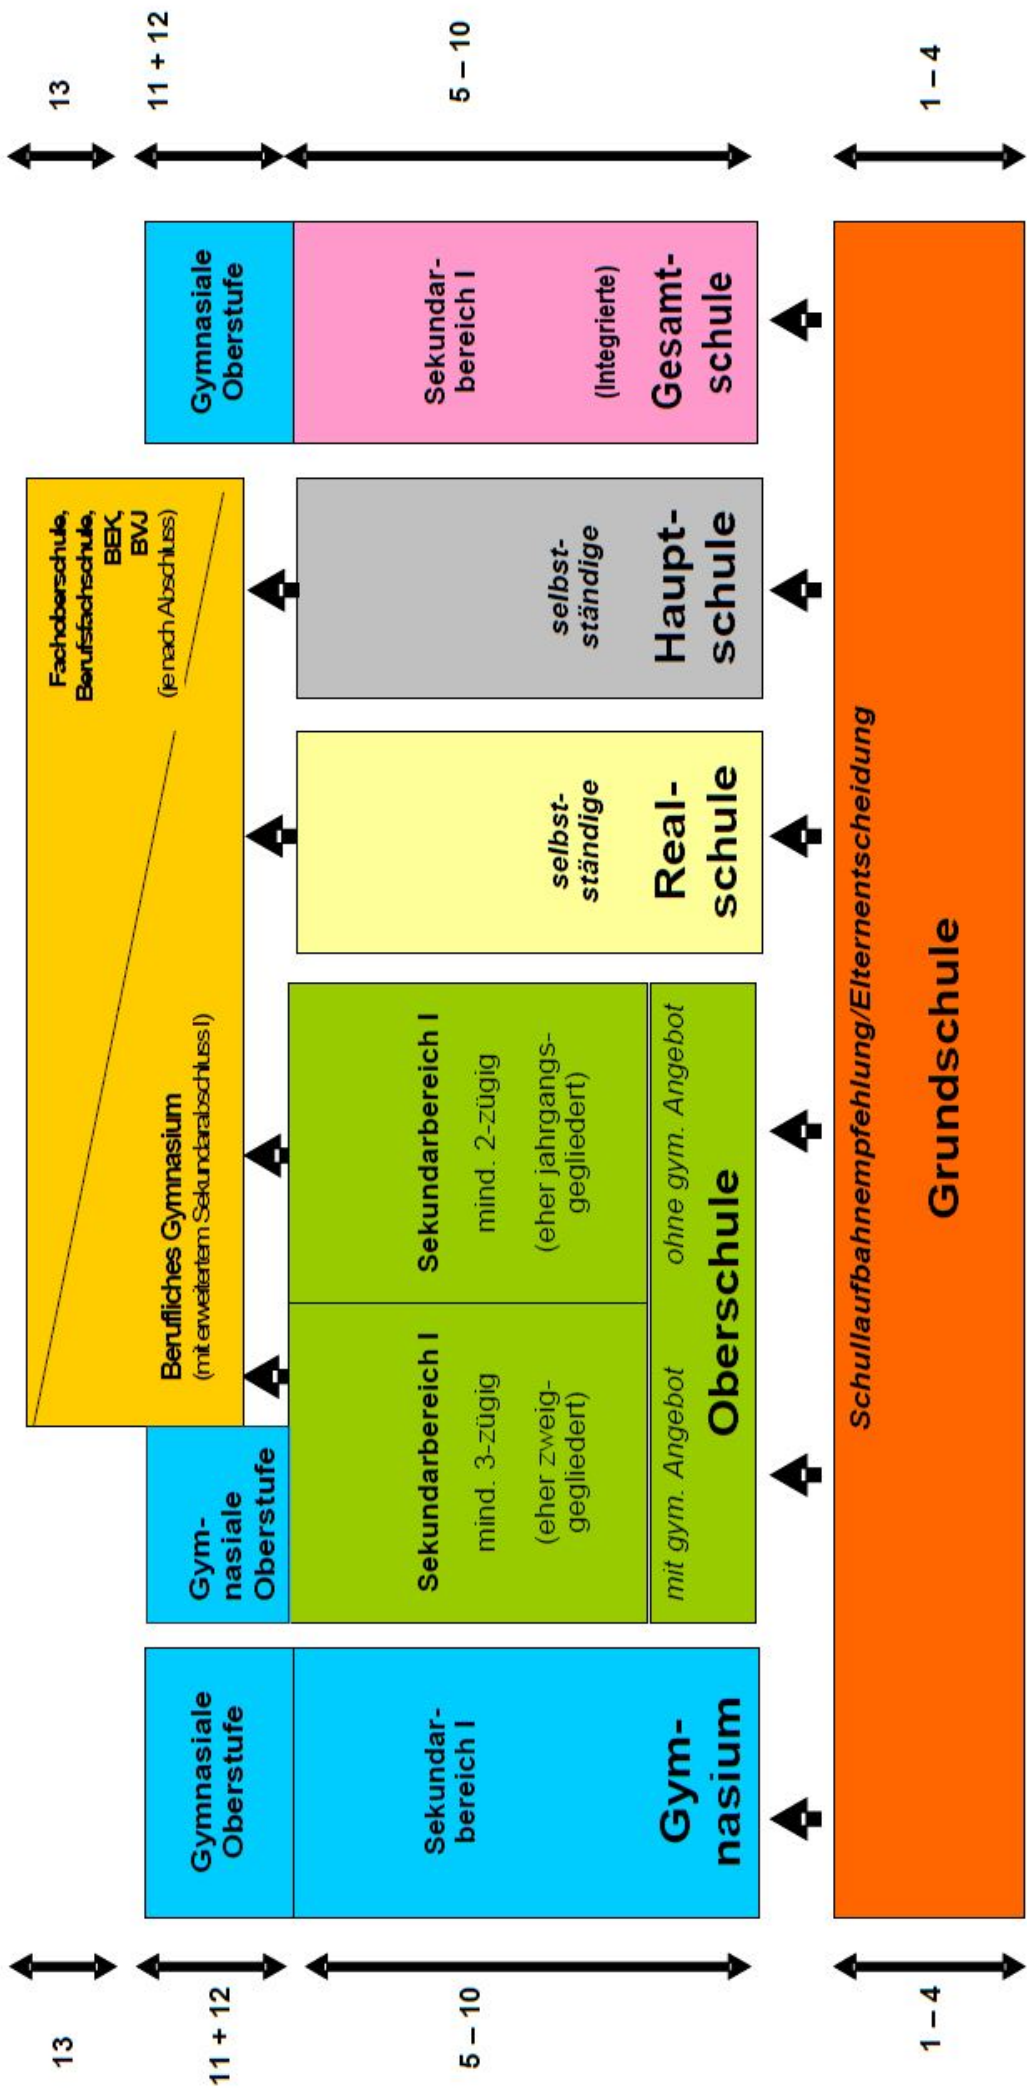 13
11 + 12
5 – 10
1 – 4
Gymnasiale
Oberstufe
Sekundar-
bereich I
Gym-
nasium
Gym-
nasiale
Oberstufe
Sekundarbereich I
mind. 3-zügig
(eher zweig-
gegliedert)
mit gym. Angebot
Sekundarbereich I
mind. 2-zügig
(eher jahrgangs-
gegliedert)
ohne gym. Angebot
Oberschule
Berufliches Gymnasium
(mit erweitertem Sekundarabschluss I)
Fachoberschule,
Berufsfachschule,
BEK,
BVJ
(je nach Abschluss)
selbst-
ständige
Real-
schule
selbst-
ständige
Haupt-
schule
Gymnasiale
Oberstufe
Sekundar-
bereich I
(Integrierte)
Gesamt-
schule
13
11 + 12
5 – 10
1 – 4
Schullaufbahnempfehlung/Elternentscheidung
Grundschule